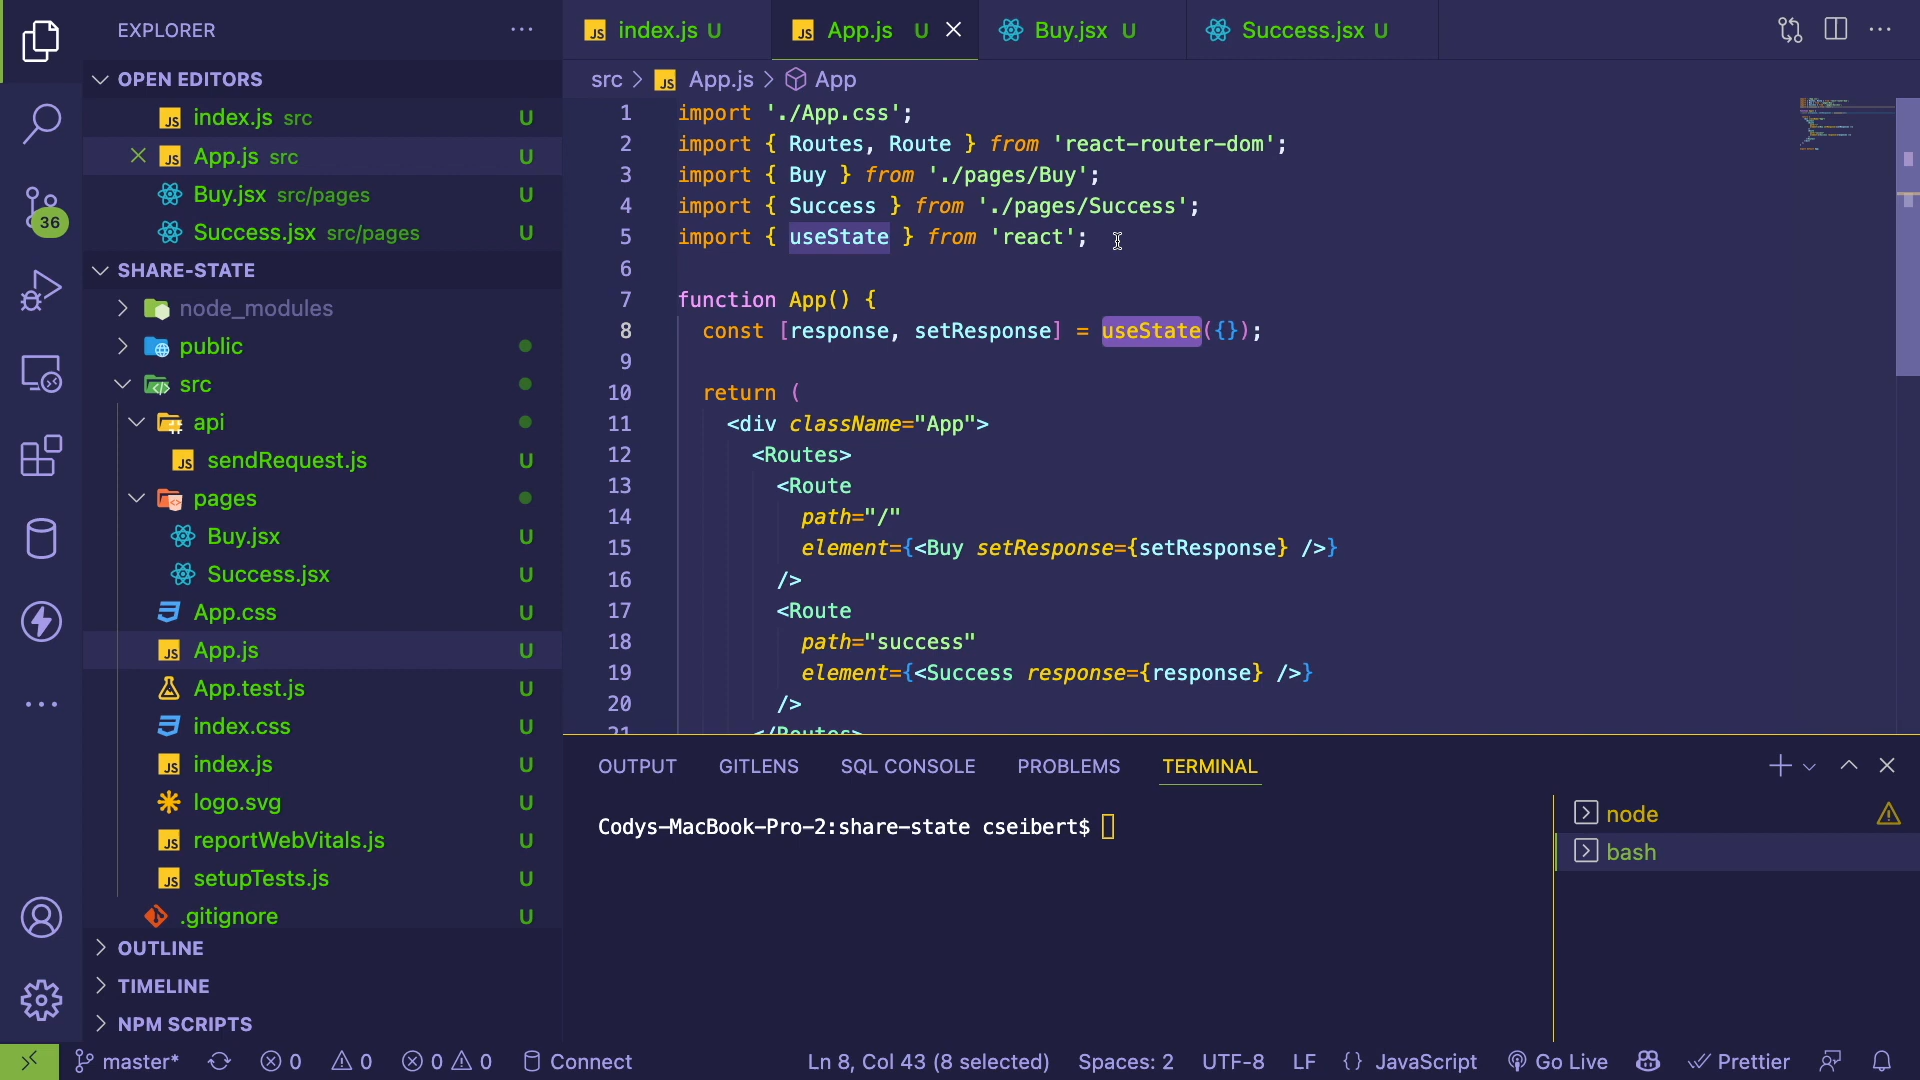 EXPLORER
OPEN EDITORS
index.js src U
App.js src U
Buy.jsx src/pages U
Success.jsx src/pages U
SHARE-STATE
node_modules
public
src
api
sendRequest.js U
pages
Buy.jsx U
Success.jsx U
App.css U
App.js U
App.test.js U
index.css U
index.js U
logo.svg U
reportWebVitals.js U
setupTests.js U
.gitignore U
OUTLINE
TIMELINE
NPM SCRIPTS
36
index.js U
App.js U
Buy.jsx U
Success.jsx U
src > App.js > App
1 import './App.css';
2 import { Routes, Route } from 'react-router-dom';
3 import { Buy } from './pages/Buy';
4 import { Success } from './pages/Success';
5 import { useState } from 'react';
6
7 function App() {
8 const [response, setResponse] = useState({});
9
10 return (
11 <div className="App">
12 <Routes>
13 <Route
14 path="/"
15 element={<Buy setResponse={setResponse} />}
16 />
17 <Route
18 path="success"
19 element={<Success response={response} />}
20 />
21 </Routes>
OUTPUT GITLENS SQL CONSOLE PROBLEMS TERMINAL
Codys-MacBook-Pro-2:share-state cseibert$
node
bash
master* 0 0 0 0 Connect Ln 8, Col 43 (8 selected) Spaces: 2 UTF-8 LF {} JavaScript Go Live Prettier